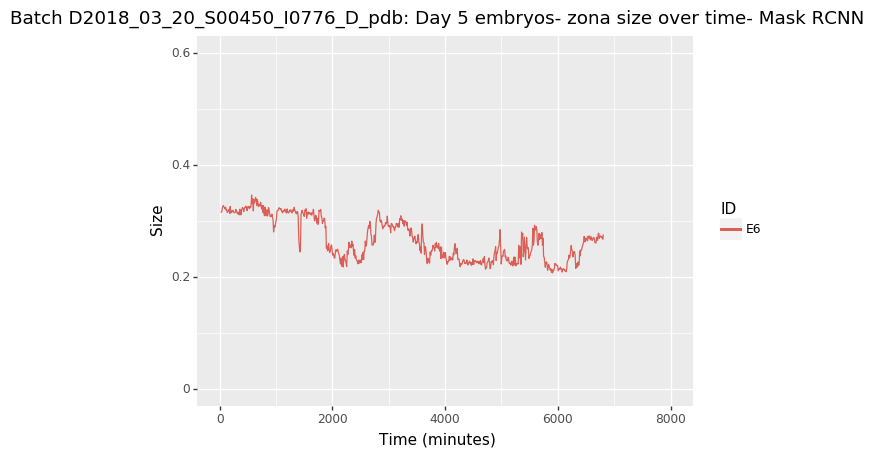 Batch D2018_03_20_S00450_I0776_D_pdb: Day 5 embryos- zona size over time- Mask RCNN
0.6
0.4
0.2
0
Size
0 2000 4000 6000 8000
Time (minutes)
ID
E6